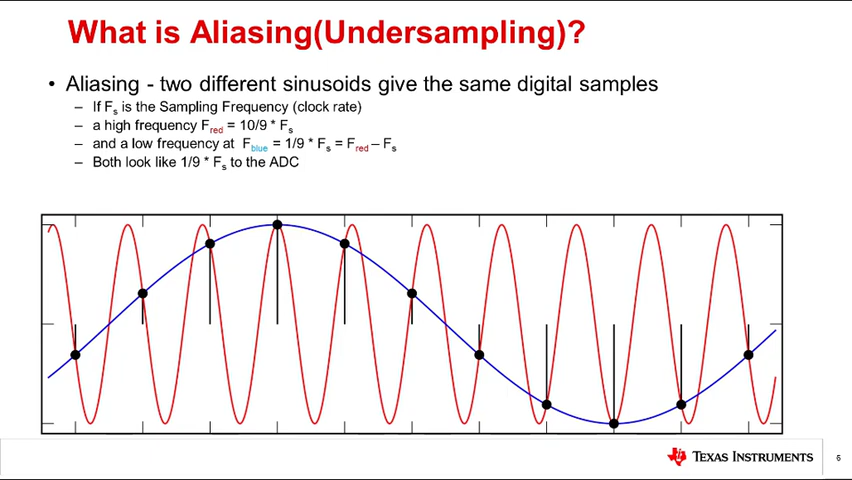 What is Aliasing(Undersampling)?
• Aliasing - two different sinusoids give the same digital samples
– If Fs is the Sampling Frequency (clock rate)
– a high frequency Fred = 10/9 * Fs
– and a low frequency at Fblue = 1/9 * Fs = Fred – Fs
– Both look like 1/9 * Fs to the ADC
TEXAS INSTRUMENTS
6